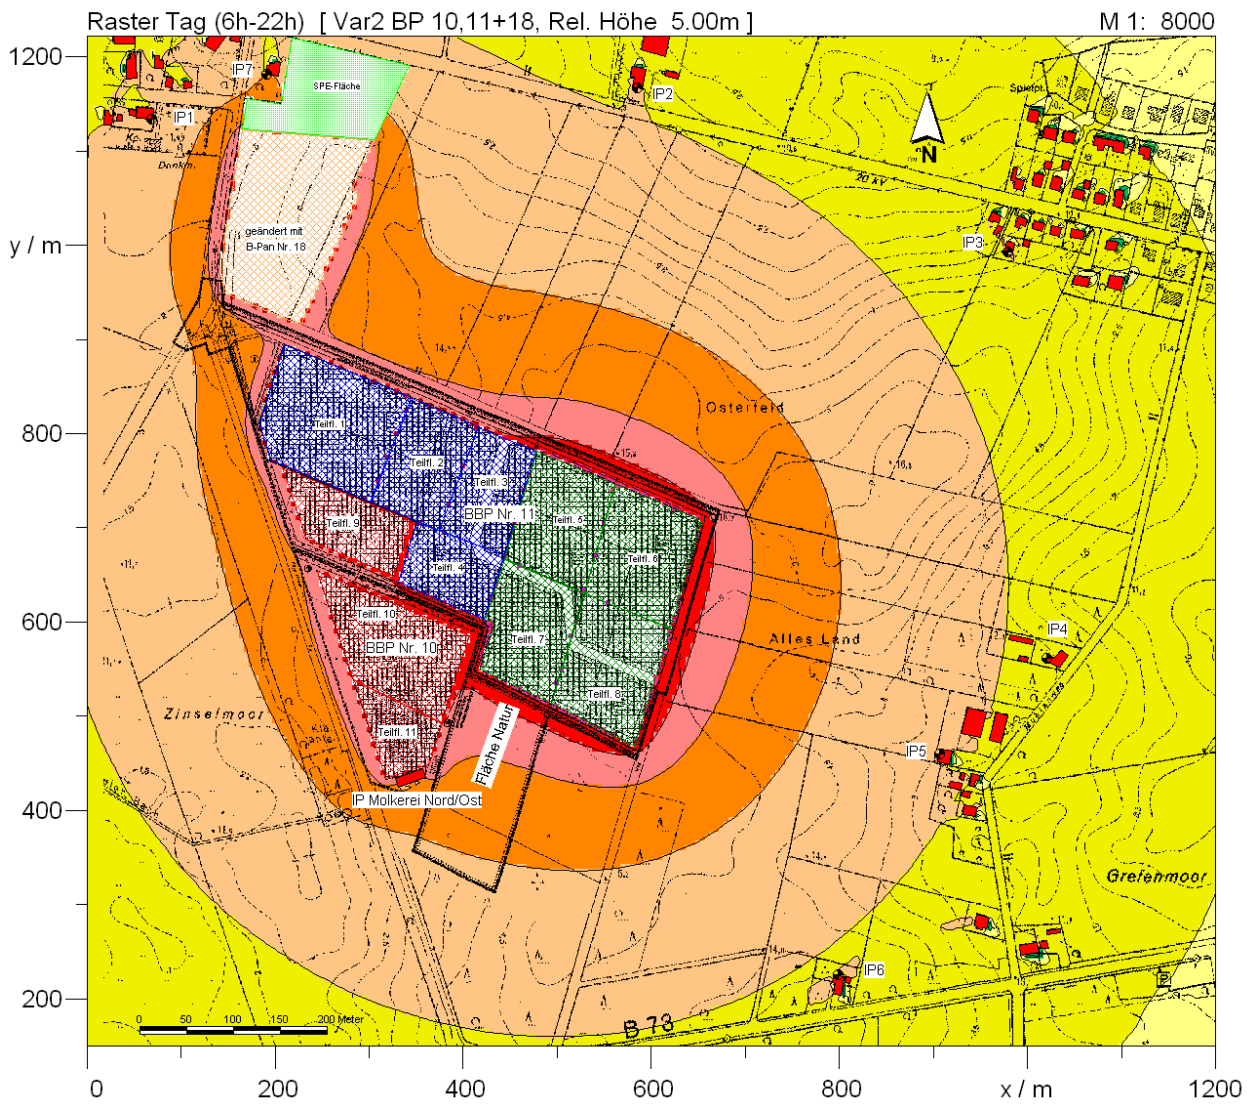 Raster Tag (6h-22h) [ Var2 BP 10,11+18, Rel. Höhe 5.00m ]
M 1: 8000
1200
y / m
800
600
400
200
0
200
400
600
800
x / m
1200
IP7
SPE-Fläche
IP1
IP2
Spielpl.
N
20 kV
IP3
geändert mit
B-Pan Nr. 18
Osterfeld
Teilfl. 1
Teilfl. 2
Teilfl. 3
BBP Nr. 11
Teilfl. 5
Teilfl. 9
Teilfl. 6
Teilfl. 4
Teilfl. 10
Teilfl. 7
BBP Nr. 10
Alles Land
IP4
Teilfl. 8
Zinselmoor
Teilfl. 11
Fläche Natur
IP5
IP Molkerei Nord/Ost
Grefenmoor
IP6
B 73
0 50 100 150 200 Meter